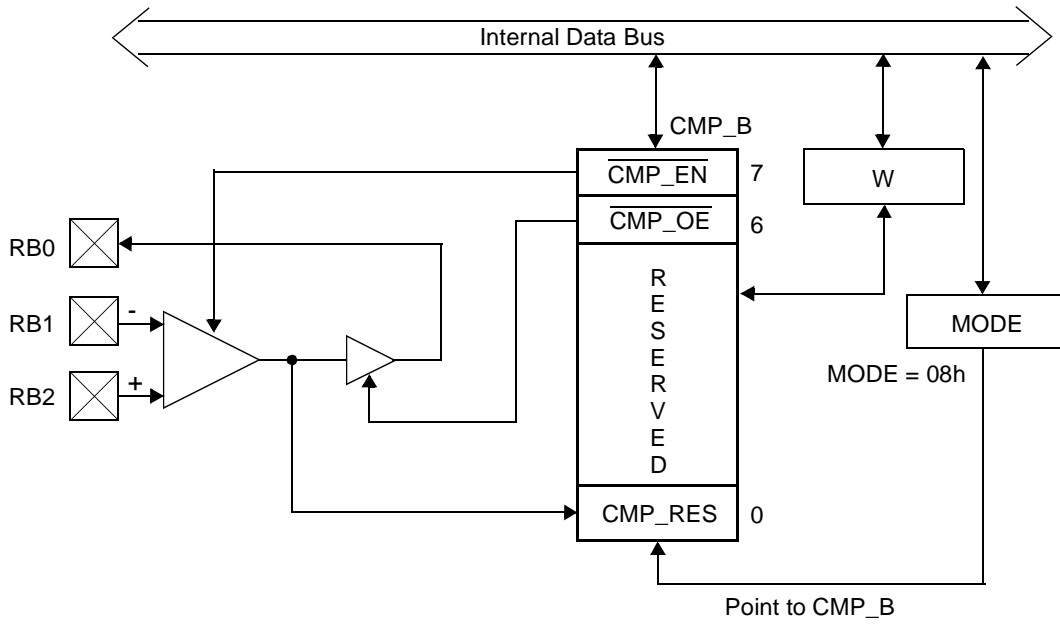 Internal Data Bus
CMP_B
CMP_EN 7
W
CMP_OE 6
RB0
RESERVED
RB1 -
MODE
MODE = 08h
RB2 +
CMP_RES 0
Point to CMP_B